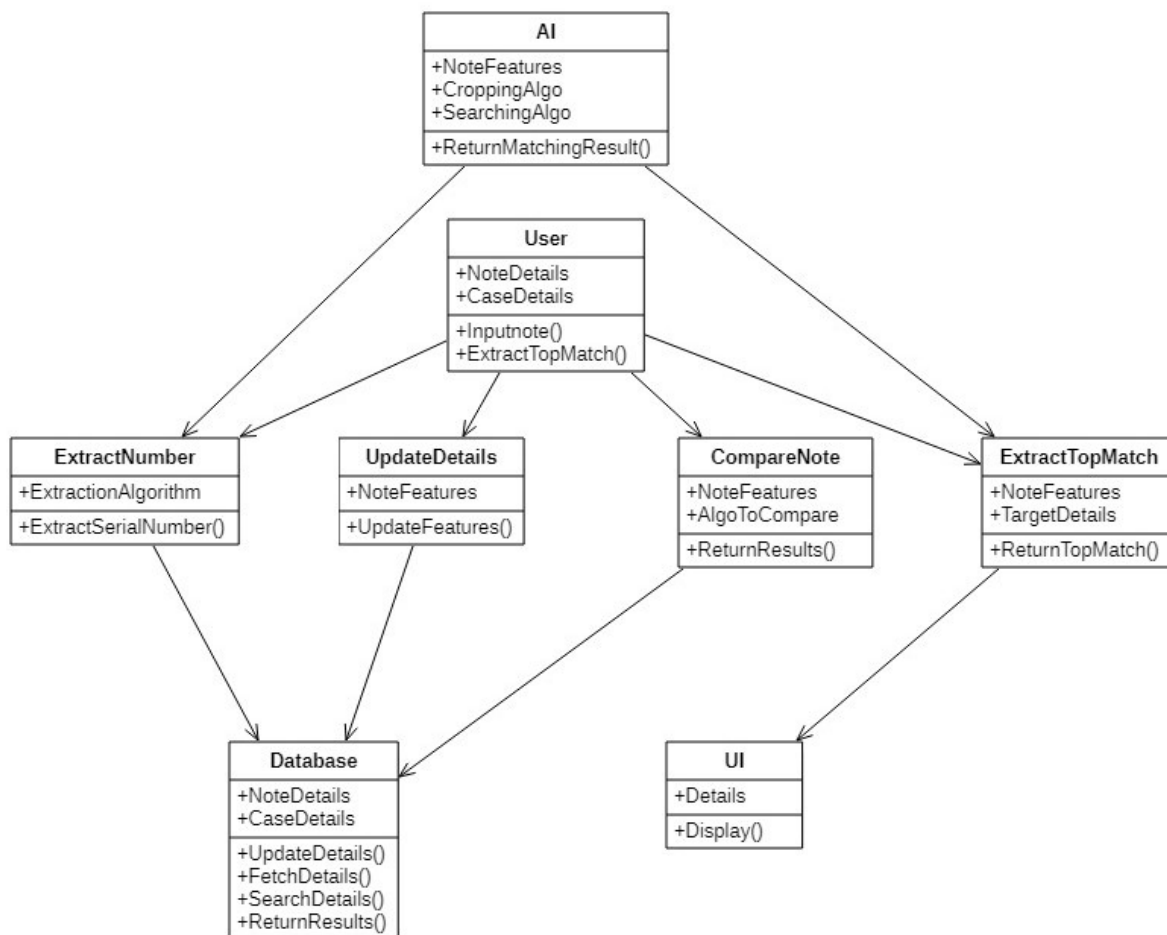 AI
+NoteFeatures
+CroppingAlgo
+SearchingAlgo
+ReturnMatchingResult()
User
+NoteDetails
+CaseDetails
+Inputnote()
+ExtractTopMatch()
ExtractNumber
+ExtractionAlgorithm
+ExtractSerialNumber()
UpdateDetails
+NoteFeatures
+UpdateFeatures()
CompareNote
+NoteFeatures
+AlgoToCompare
+ReturnResults()
ExtractTopMatch
+NoteFeatures
+TargetDetails
+ReturnTopMatch()
Database
+NoteDetails
+CaseDetails
+UpdateDetails()
+FetchDetails()
+SearchDetails()
+ReturnResults()
UI
+Details
+Display()